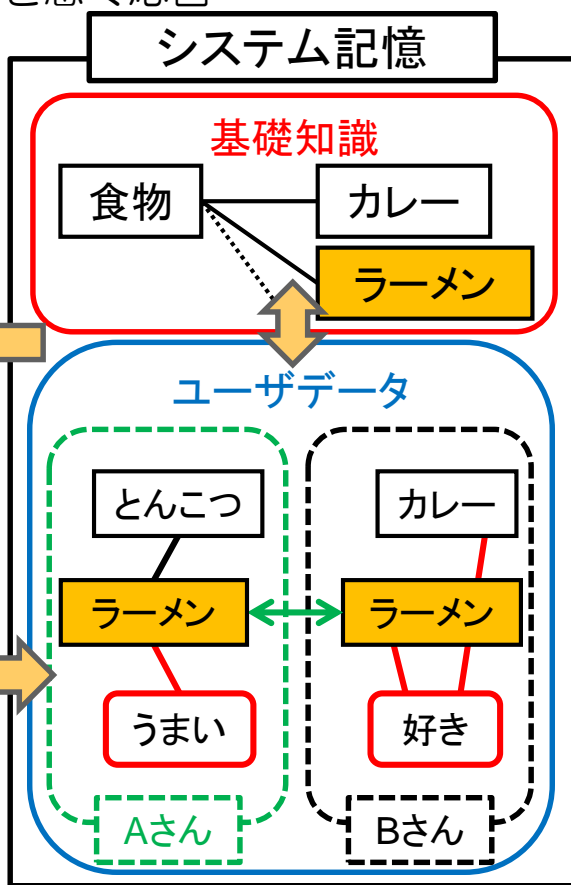 システム記憶
基礎知識
食物
カレー
ラーメン
ユーザデータ
とんこつ
カレー
ラーメン
ラーメン
うまい
好き
Aさん
Bさん